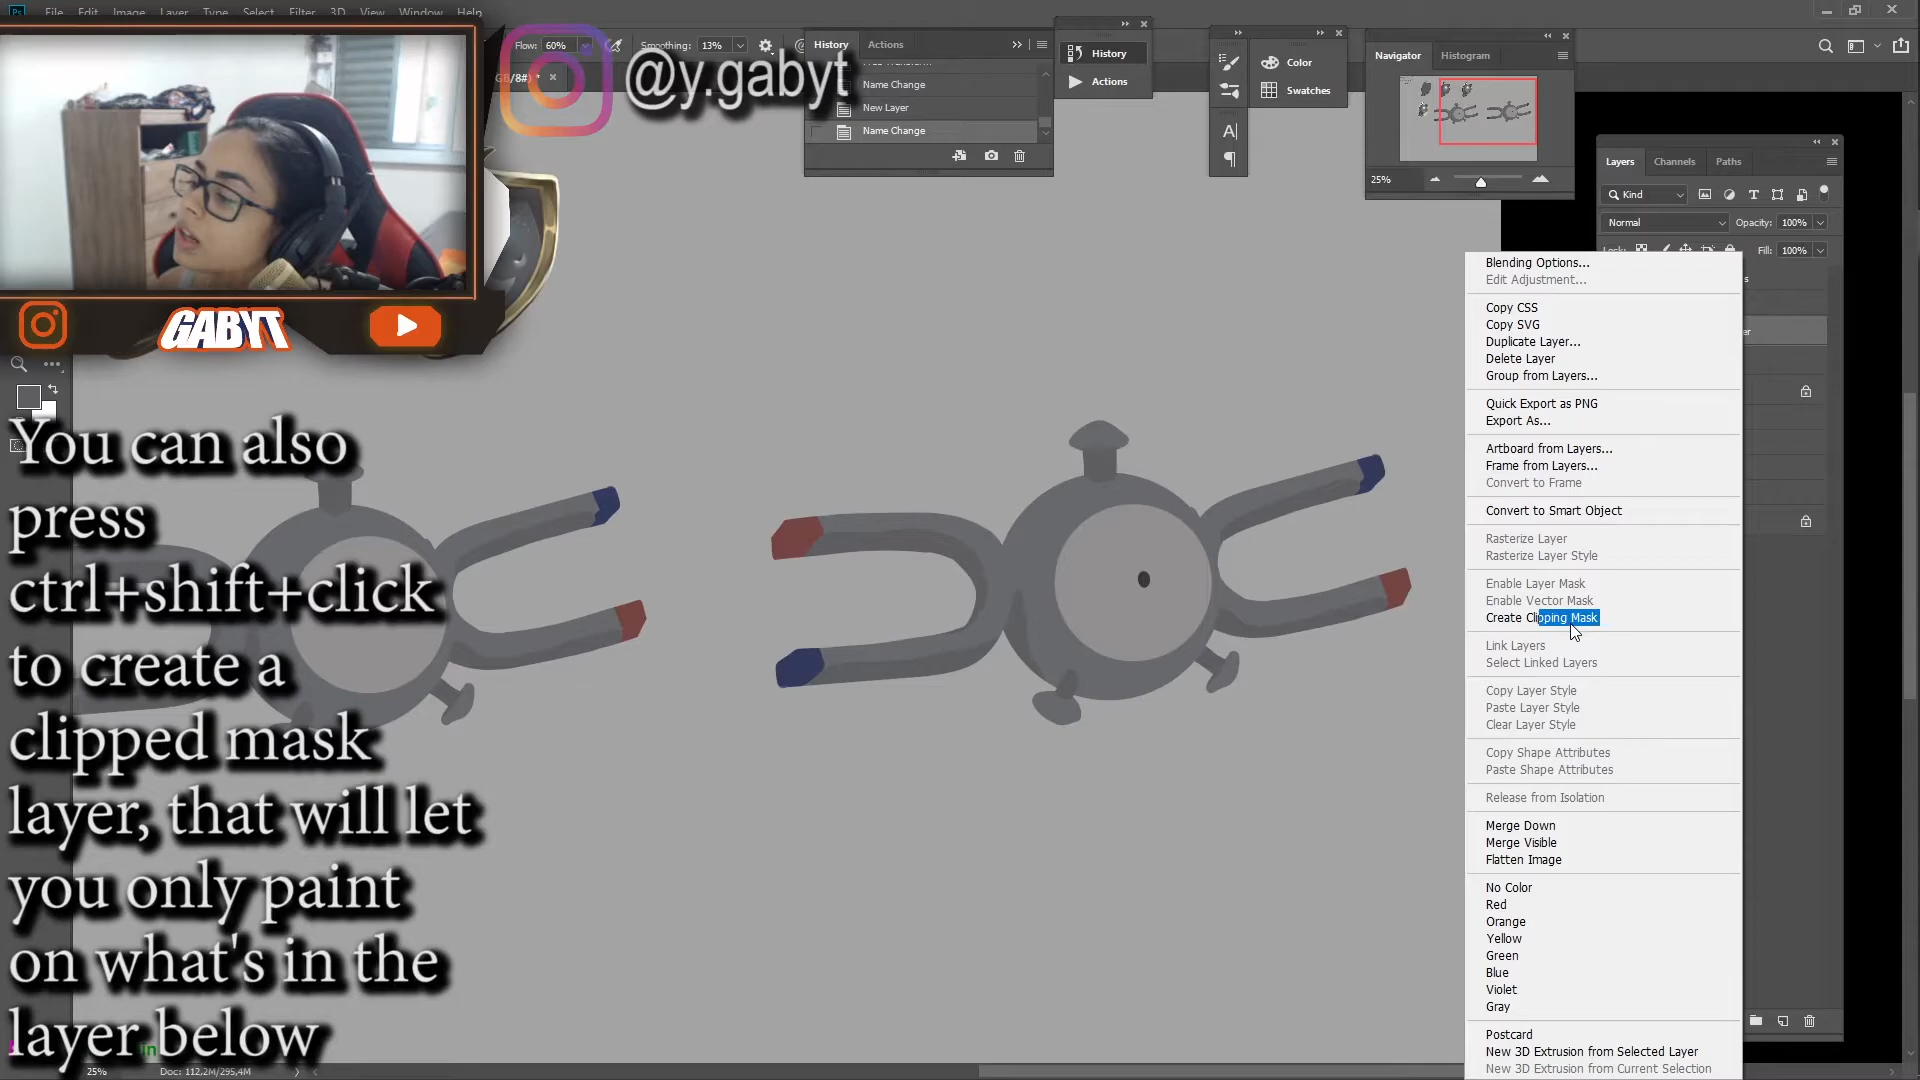 Ps File Edit Image Layer Type Select Filter 3D View Window Help
Flow: 60% Smoothing: 13%
@y.gabyt
History Actions
Name Change
New Layer
Name Change
History
Actions
Color
Swatches
Navigator Histogram
25%
Layers Channels Paths
Kind
Normal Opacity: 100%
Fill: 100%
GABYT
You can also
press
ctrl+shift+click
to create a
clipped mask
layer, that will let
you only paint
on what's in the
layer below
Blending Options...
Edit Adjustment...
Copy CSS
Copy SVG
Duplicate Layer...
Delete Layer
Group from Layers...
Quick Export as PNG
Export As...
Artboard from Layers...
Frame from Layers...
Convert to Frame
Convert to Smart Object
Rasterize Layer
Rasterize Layer Style
Enable Layer Mask
Enable Vector Mask
Create Clipping Mask
Link Layers
Select Linked Layers
Copy Layer Style
Paste Layer Style
Clear Layer Style
Copy Shape Attributes
Paste Shape Attributes
Release from Isolation
Merge Down
Merge Visible
Flatten Image
No Color
Red
Orange
Yellow
Green
Blue
Violet
Gray
Postcard
New 3D Extrusion from Selected Layer
New 3D Extrusion from Current Selection
25% Doc: 112,2M/295,4M